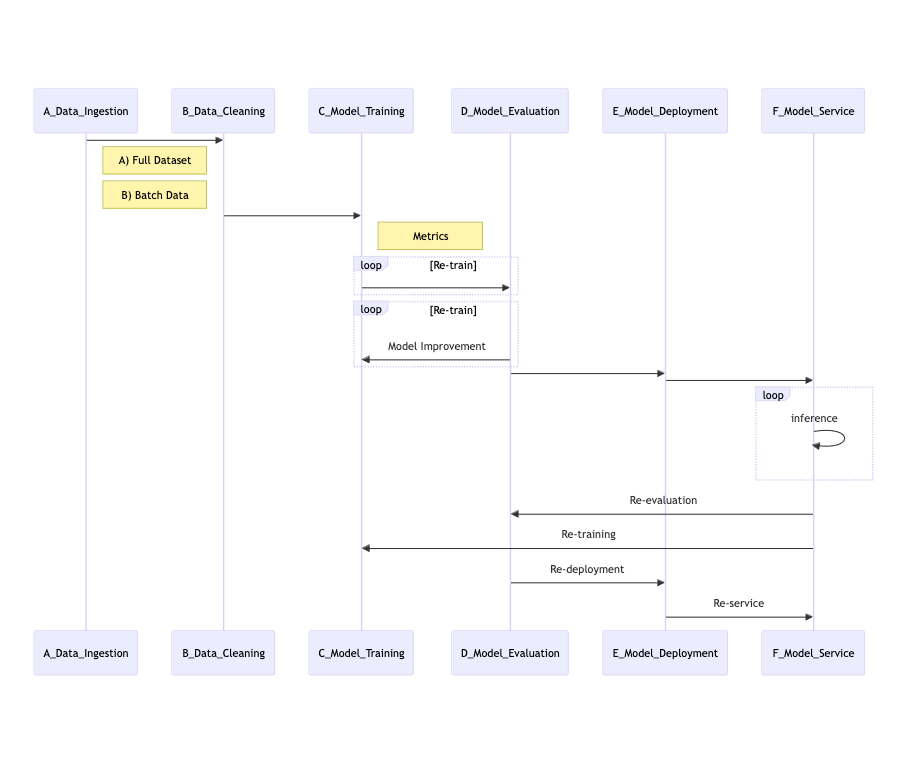 A_Data_Ingestion
B_Data_Cleaning
C_Model_Training
D_Model_Evaluation
E_Model_Deployment
F_Model_Service
A) Full Dataset
B) Batch Data
Metrics
loop [Re-train]
loop [Re-train]
Model Improvement
loop
inference
Re-evaluation
Re-training
Re-deployment
Re-service
A_Data_Ingestion
B_Data_Cleaning
C_Model_Training
D_Model_Evaluation
E_Model_Deployment
F_Model_Service